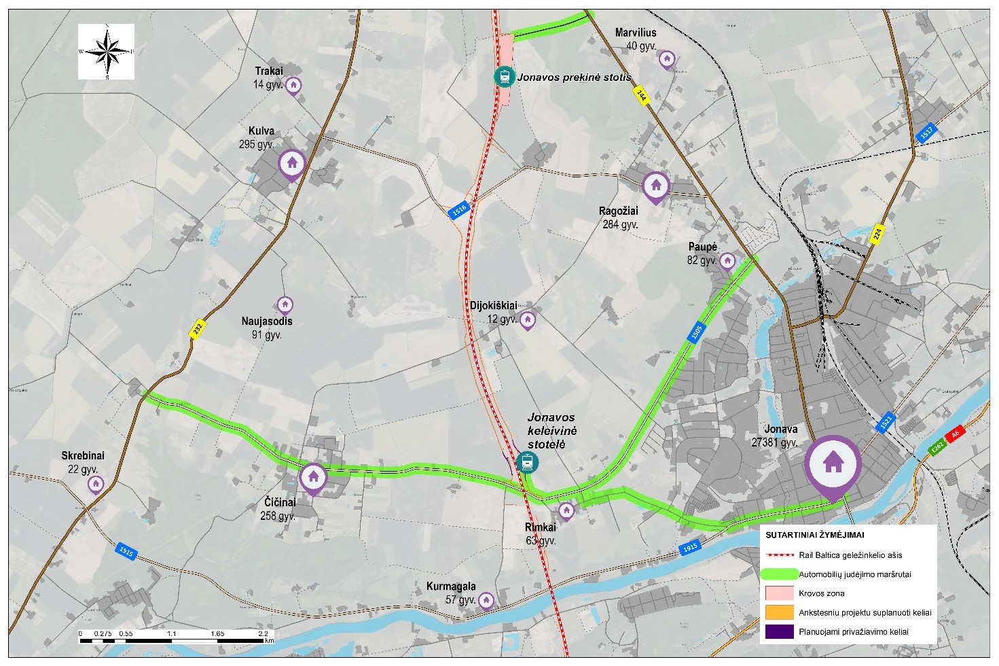 N
W
E
S
Marvilius
40 gyv.
Trakai
14 gyv.
Jonavos prekinė stotis
144
Kulva
295 gyv.
1517
1516
Ragožiai
284 gyv.
224
Paupė
82 gyv.
Dijokiškiai
12 gyv.
Naujasodis
91 gyv.
232
1505
Jonavos
keleivinė
stotelė
Jonava
27381 gyv.
1521
A6
E262
Skrebinai
22 gyv.
Čičinai
258 gyv.
Rimkai
63 gyv.
1915
1915
Kurmagala
57 gyv.
SUTARTINIAI ŽYMĖJIMAI
Rail Baltica geležinkelio ašis
Automobilių judėjimo maršrutai
Krovos zona
Ankstesniu projektu suplanuoti keliai
Planuojami privažiavimo keliai
0 0.275 0.55 1.1 1.65 2.2
km